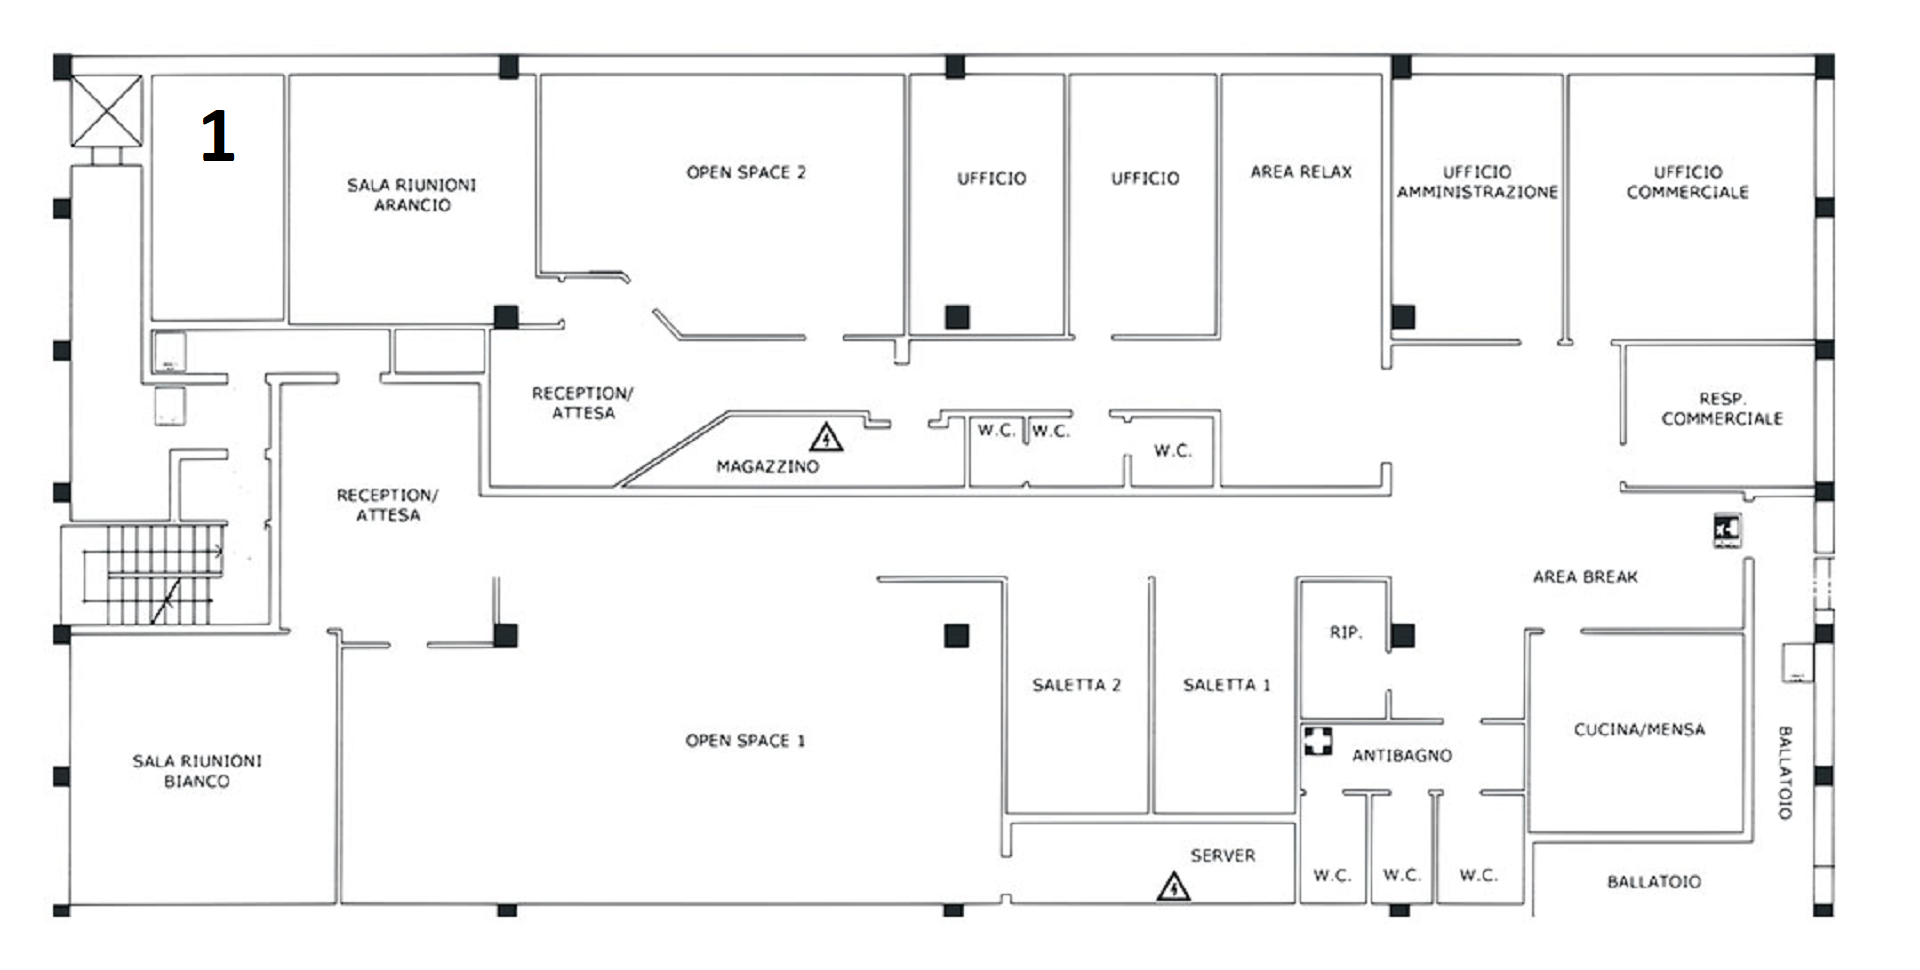 1
SALA RIUNIONI
ARANCIO
OPEN SPACE 2
UFFICIO
UFFICIO
AREA RELAX
UFFICIO
AMMINISTRAZIONE
UFFICIO
COMMERCIALE
RECEPTION/
ATTESA
RESP.
COMMERCIALE
W.C.
W.C.
W.C.
MAGAZZINO
RECEPTION/
ATTESA
AREA BREAK
RIP.
SALETTA 2
SALETTA 1
OPEN SPACE 1
CUCINA/MENSA
ANTIBAGNO
BALLATOIO
SALA RIUNIONI
BIANCO
SERVER
W.C.
W.C.
W.C.
BALLATOIO